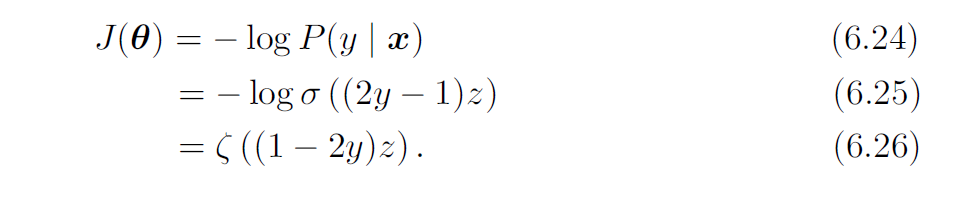 J(θ) = − log P(y | x) (6.24)
= − log σ ((2y − 1)z) (6.25)
= ζ ((1 − 2y)z) . (6.26)